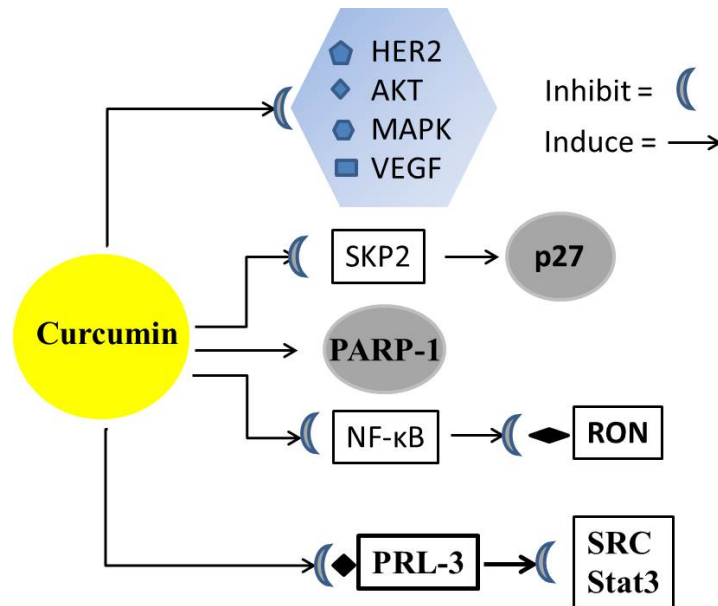 HER2
AKT
MAPK
VEGF
Inhibit =
Induce =
SKP2
p27
Curcumin
PARP-1
NF-κB
RON
PRL-3
SRC
Stat3